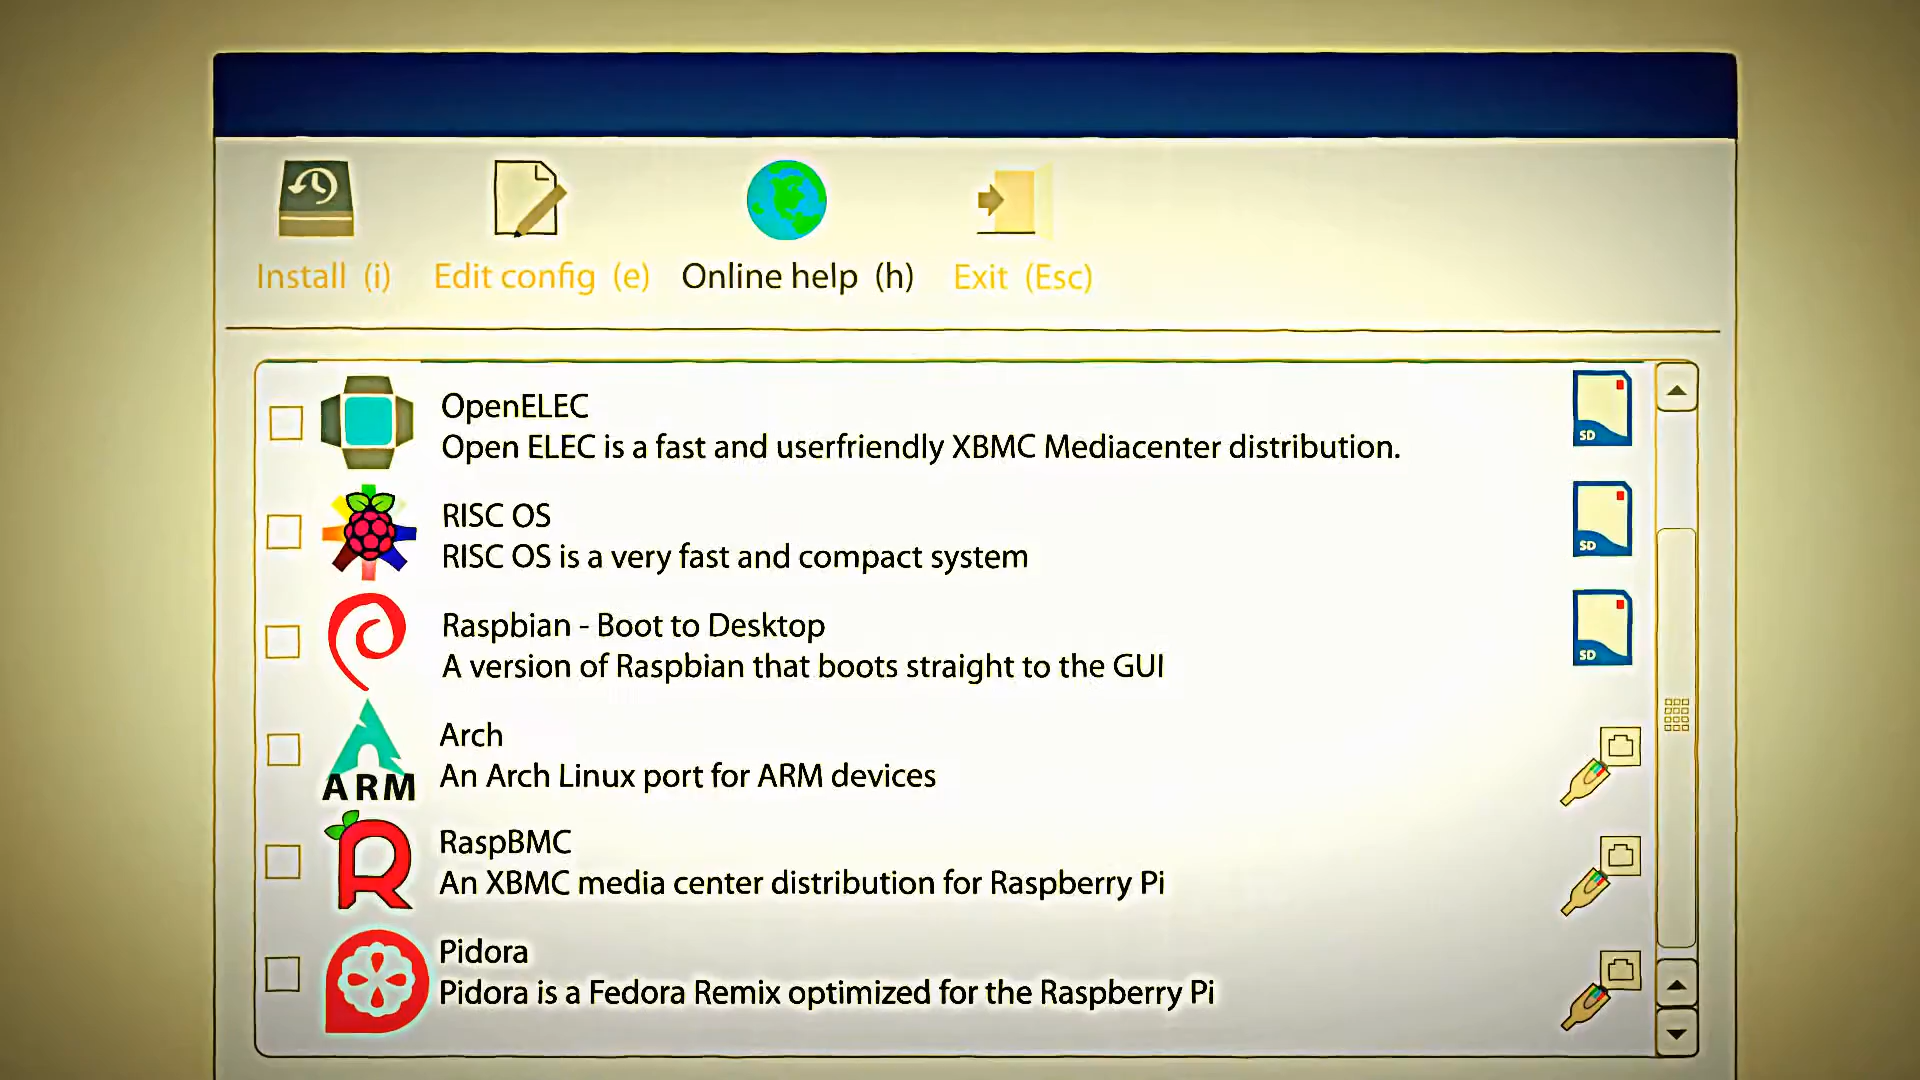 Install (i) Edit config (e) Online help (h) Exit (Esc)
OpenELEC
Open ELEC is a fast and userfriendly XBMC Mediacenter distribution.
SD
RISC OS
RISC OS is a very fast and compact system
SD
Raspbian - Boot to Desktop
A version of Raspbian that boots straight to the GUI
SD
Arch
An Arch Linux port for ARM devices
ARM
RaspBMC
An XBMC media center distribution for Raspberry Pi
Pidora
Pidora is a Fedora Remix optimized for the Raspberry Pi